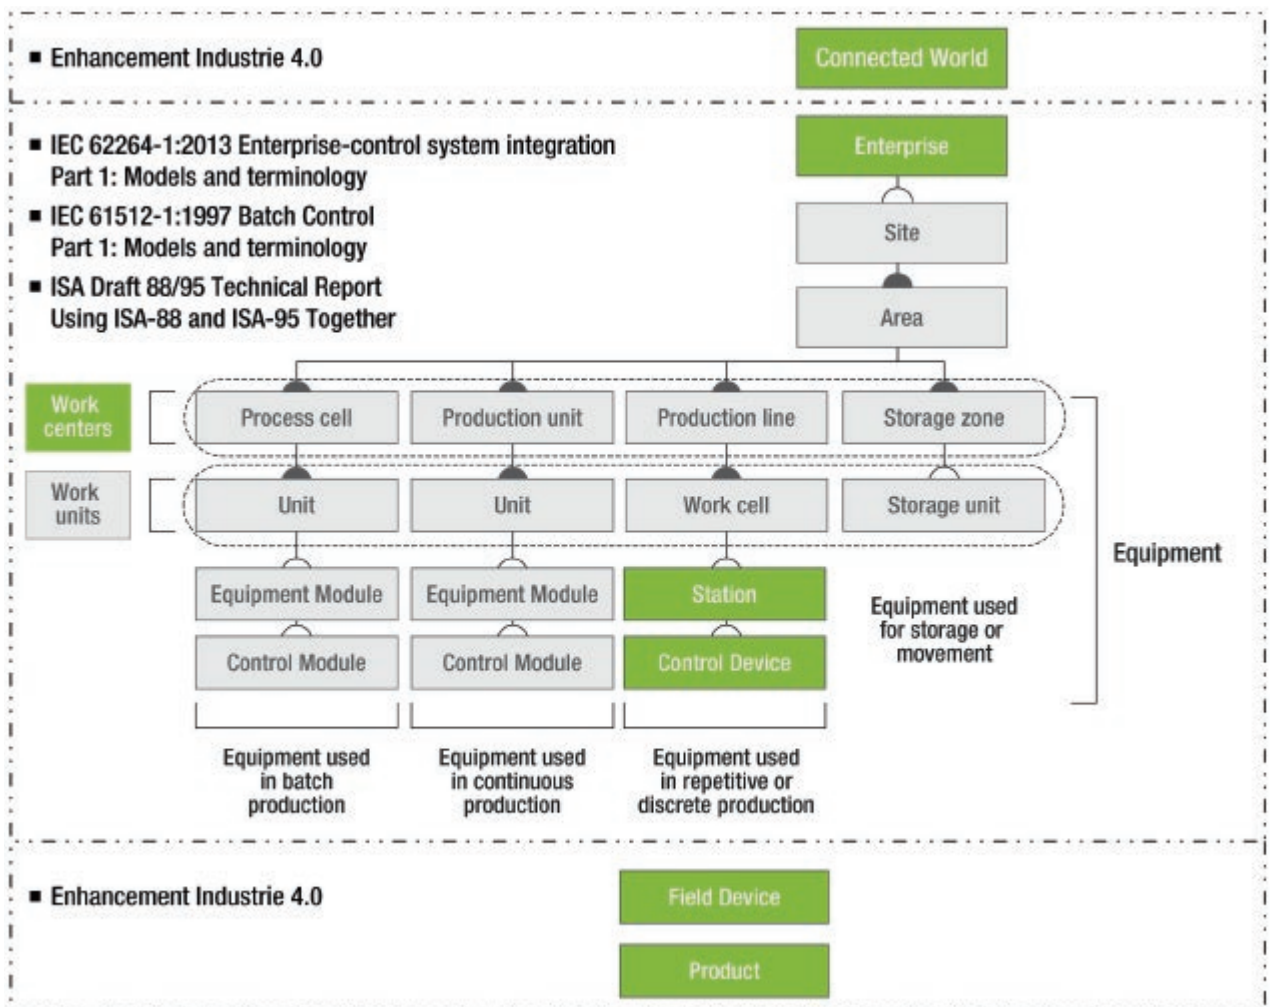 ■ Enhancement Industrie 4.0
Connected World
■ IEC 62264-1:2013 Enterprise-control system integration
Part 1: Models and terminology
■ IEC 61512-1:1997 Batch Control
Part 1: Models and terminology
■ ISA Draft 88/95 Technical Report
Using ISA-88 and ISA-95 Together
Enterprise
Site
Area
Work
centers
Process cell
Production unit
Production line
Storage zone
Work
units
Unit
Unit
Work cell
Storage unit
Equipment
Equipment Module
Equipment Module
Station
Equipment used
for storage or
movement
Control Module
Control Module
Control Device
Equipment used
in batch
production
Equipment used
in continuous
production
Equipment used
in repetitive or
discrete production
■ Enhancement Industrie 4.0
Field Device
Product